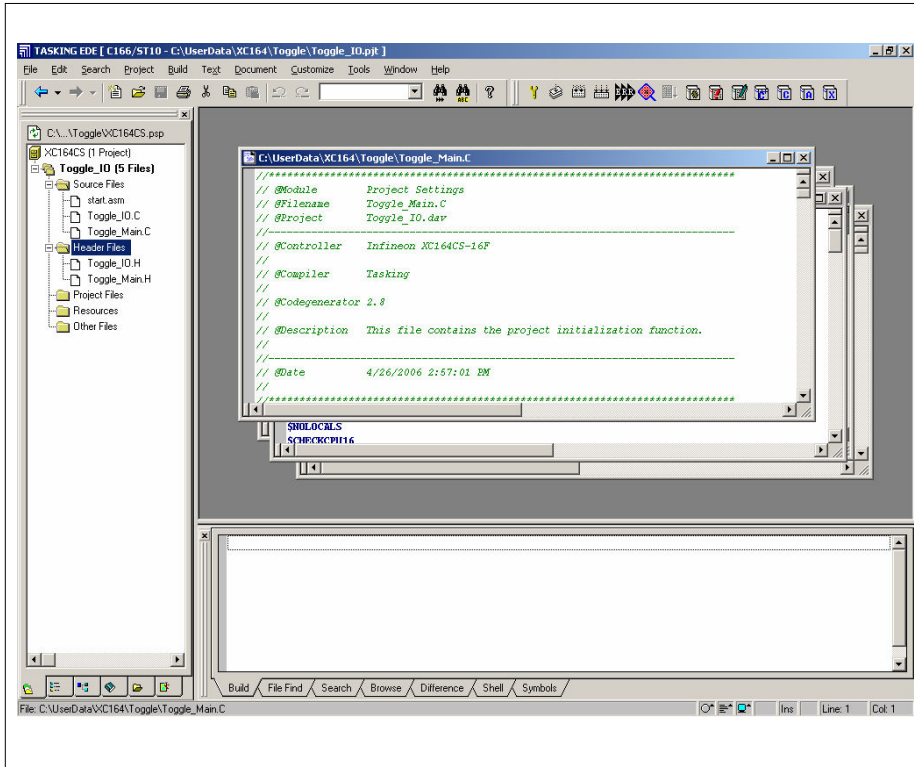 TASKING EDE [ C166/ST10 - C:\UserData\XC164\Toggle\Toggle_IO.pjt ]
File Edit Search Project Build Text Document Customize Tools Window Help
C:\...\Toggle\XC164CS.psp
XC164CS (1 Project)
Toggle_IO (5 Files)
Source Files
start.asm
Toggle_IO.C
Toggle_Main.C
Header Files
Toggle_IO.H
Toggle_Main.H
Project Files
Resources
Other Files
C:\UserData\XC164\Toggle\Toggle_Main.C
//****************************************************************************
// @Module Project Settings
// @Filename Toggle_Main.C
// @Project Toggle_IO.dav
//----------------------------------------------------------------------------
// @Controller Infineon XC164CS-16F
//
// @Compiler Tasking
//
// @Codegenerator 2.8
//
// @Description This file contains the project initialization function.
//
//----------------------------------------------------------------------------
// @Date 4/26/2006 2:57:01 PM
//
//****************************************************************************
$NOLOCALS
$CHECKCPU16
Build File Find Search Browse Difference Shell Symbols
File: C:\UserData\XC164\Toggle\Toggle_Main.C Ins Line: 1 Col: 1